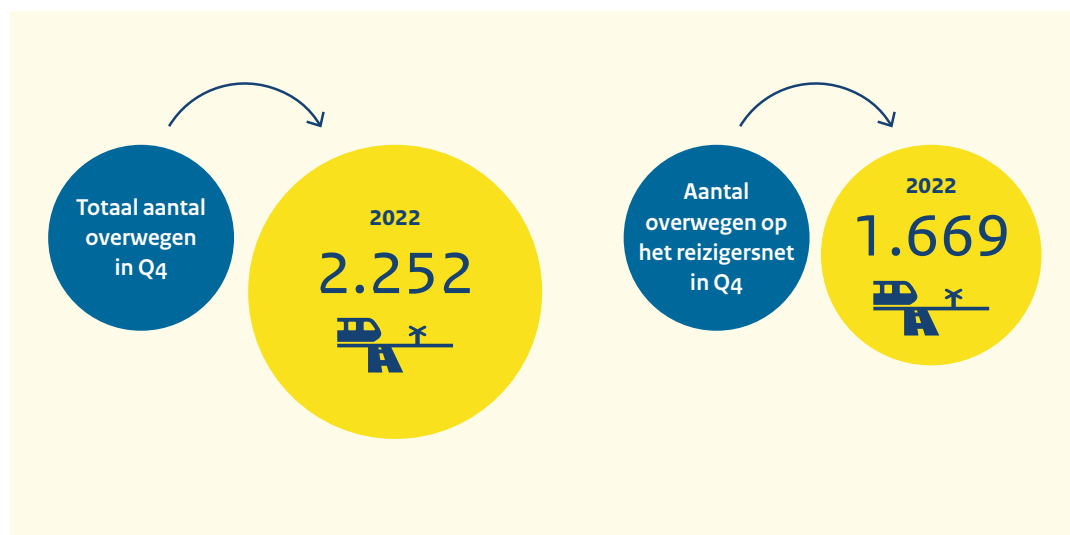 Totaal aantal
overwegen
in Q4
2022
2.252
Aantal
overwegen op
het reizigersnet
in Q4
2022
1.669